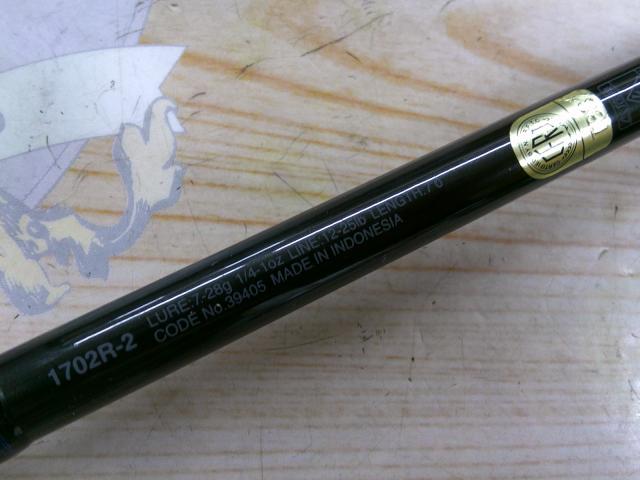 1702R-2
LURE:7-28g 1/4-1oz LINE:12-25lb LENGTH:7'0"
CODE No.39405 MADE IN INDONESIA